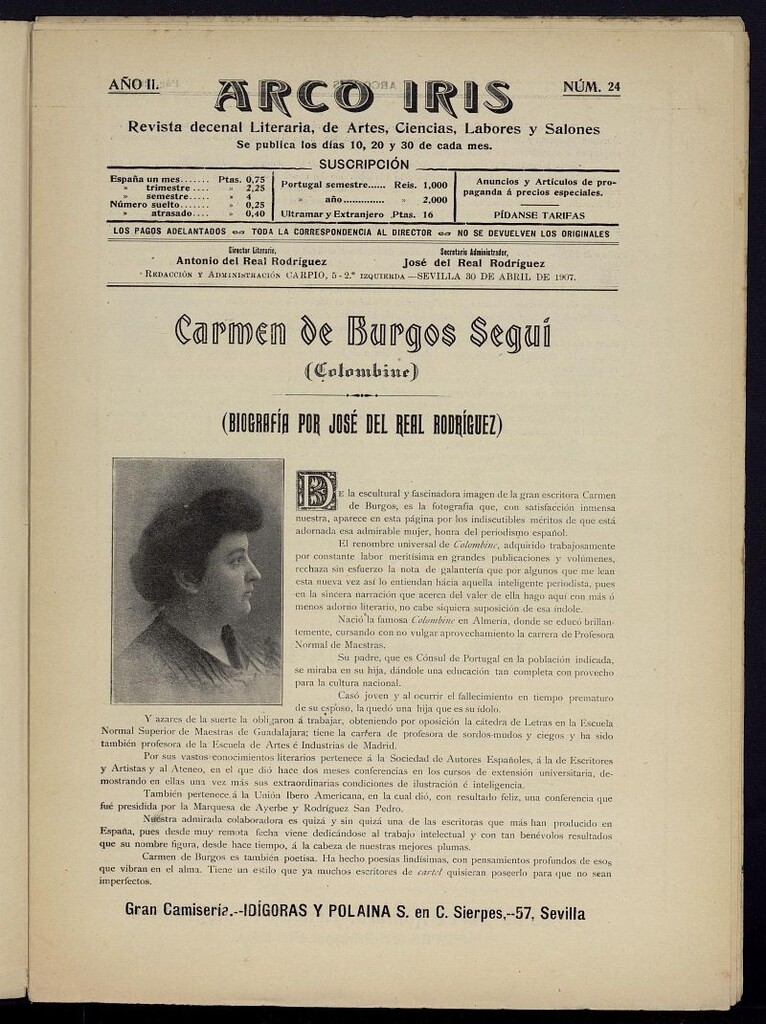 AÑO II.
ARCO IRIS
NÚM. 24
Revista decenal Literaria, de Artes, Ciencias, Labores y Salones
Se publica los días 10, 20 y 30 de cada mes.
SUSCRIPCIÓN
España un mes....... Ptas. 0,75
» trimestre.... » 2,25
» semestre.... » 4
Número suelto...... » 0,25
» atrasado.... » 0,40
Portugal semestre...... Reis. 1,000
» año............ » 2,000
Ultramar y Extranjero Ptas. 16
Anuncios y Artículos de pro-
paganda á precios especiales.
PÍDANSE TARIFAS
LOS PAGOS ADELANTADOS TODA LA CORRESPONDENCIA AL DIRECTOR NO SE DEVUELVEN LOS ORIGINALES
Director Literario,
Antonio del Real Rodríguez
Secretario Administrador,
José del Real Rodríguez
REDACCIÓN Y ADMINISTRACIÓN CARPIO, 5 - 2.º IZQUIERDA —SEVILLA 30 DE ABRIL DE 1907.
Carmen de Burgos Seguí
(Colombine)
(BIOGRAFÍA POR JOSÉ DEL REAL RODRÍGUEZ)
DE la escultural y fascinadora imagen de la gran escritora Carmen
de Burgos, es la fotografía que, con satisfacción inmensa
nuestra, aparece en esta página por los indiscutibles méritos de que está
adornada esa admirable mujer, honra del periodismo español.
El renombre universal de Colombine, adquirido trabajosamente
por constante labor meritísima en grandes publicaciones y volúmenes,
rechaza sin esfuerzo la nota de galantería que por algunos que me lean
esta nueva vez así lo entiendan hácia aquella inteligente periodista, pues
en la sincera narración que acerca del valer de ella hago aquí con más ó
menos adorno literario, no cabe siquiera suposición de esa índole.
Nació la famosa Colombine en Almería, donde se educó brillan-
temente, cursando con no vulgar aprovechamiento la carrera de Profesora
Normal de Maestras.
Su padre, que es Cónsul de Portugal en la población indicada,
se miraba en su hija, dándole una educación tan completa con provecho
para la cultura nacional.
Casó joven y al ocurrir el fallecimiento en tiempo prematuro
de su esposo, la quedó una hija que es su ídolo.
Y azares de la suerte la obligaron á trabajar, obteniendo por oposición la cátedra de Letras en la Escuela
Normal Superior de Maestras de Guadalajara; tiene la carrera de profesora de sordos-mudos y ciegos y ha sido
también profesora de la Escuela de Artes é Industrias de Madrid.
Por sus vastos conocimientos literarios pertenece á la Sociedad de Autores Españoles, á la de Escritores
y Artistas y al Ateneo, en el que dió hace dos meses conferencias en los cursos de extensión universitaria, de-
mostrando en ellas una vez más sus extraordinarias condiciones de ilustración é inteligencia.
También pertenece á la Unión Ibero Americana, en la cual dió, con resultado feliz, una conferencia que
fué presidida por la Marquesa de Ayerbe y Rodríguez San Pedro.
Nuestra admirada colaboradora es quizá y sin quizá una de las escritoras que más han producido en
España, pues desde muy remota fecha viene dedicándose al trabajo intelectual y con tan benévolos resultados
que su nombre figura, desde hace tiempo, á la cabeza de nuestras mejores plumas.
Carmen de Burgos es también poetisa. Ha hecho poesías lindísimas, con pensamientos profundos de esos
que vibran en el alma. Tiene un estilo que ya muchos escritores de cartel quisieran poseerlo para que no sean
imperfectos.
Gran Camisería.--IDÍGORAS Y POLAINA S. en C. Sierpes,--57, Sevilla